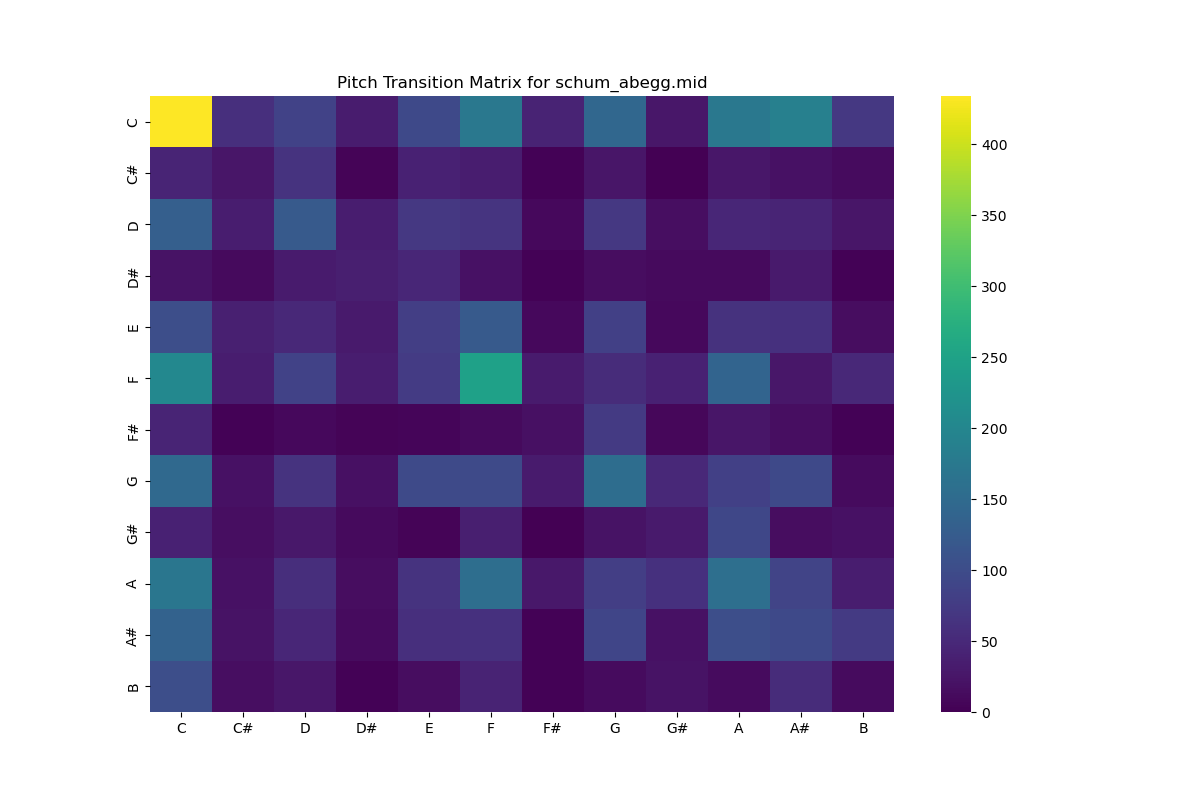 Pitch Transition Matrix for schum_abegg.mid
C
C#
D
D#
E
F
F#
G
G#
A
A#
B
C C# D D# E F F# G G# A A# B
400
350
300
250
200
150
100
50
0